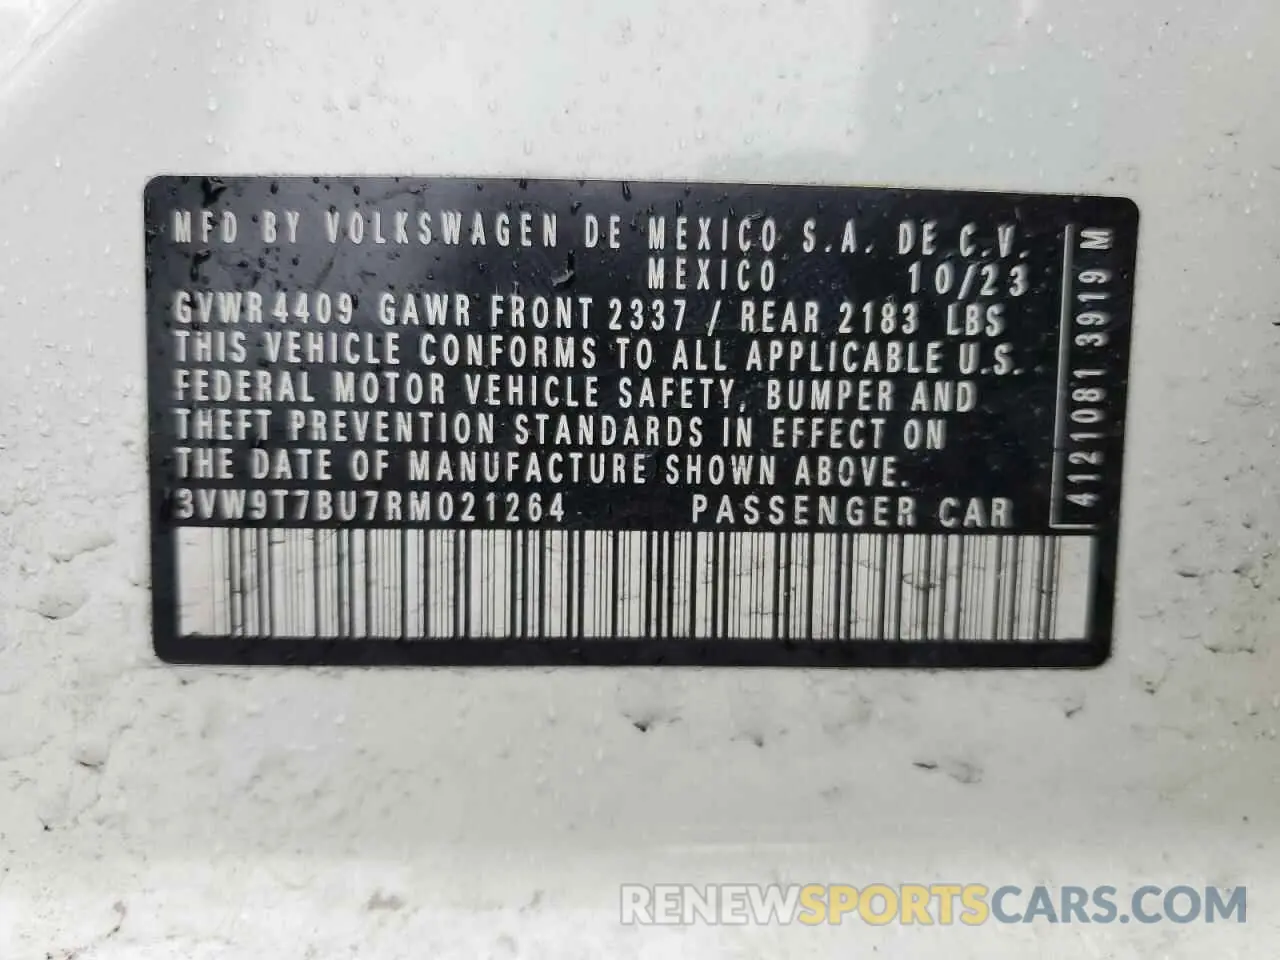 MFD BY VOLKSWAGEN DE MEXICO S.A. DE C.V.
MEXICO 10/23
GVWR 4409 GAWR FRONT 2337 / REAR 2183 LBS
THIS VEHICLE CONFORMS TO ALL APPLICABLE U.S.
FEDERAL MOTOR VEHICLE SAFETY, BUMPER AND
THEFT PREVENTION STANDARDS IN EFFECT ON
THE DATE OF MANUFACTURE SHOWN ABOVE.
3VW9T7BU7RM021264 PASSENGER CAR
4121081 3919 M
RENEWSPORTSCARS.COM